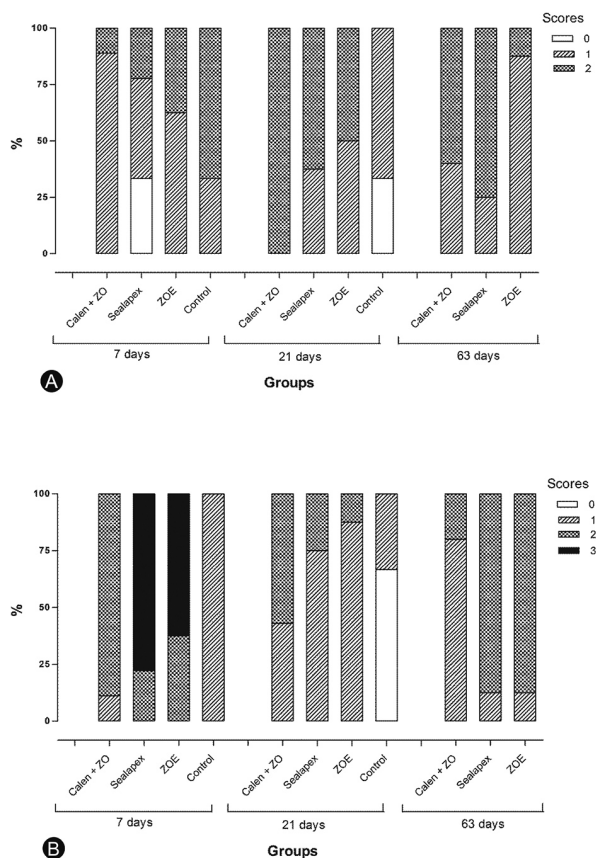 Scores
0
1
2
100
75
50
25
0
%
Calen + ZO
Sealapex
ZOE
Control
Calen + ZO
Sealapex
ZOE
Control
Calen + ZO
Sealapex
ZOE
7 days
21 days
63 days
A
Groups
Scores
0
1
2
3
100
75
50
25
0
%
Calen + ZO
Sealapex
ZOE
Control
Calen + ZO
Sealapex
ZOE
Control
Calen + ZO
Sealapex
ZOE
7 days
21 days
63 days
B
Groups